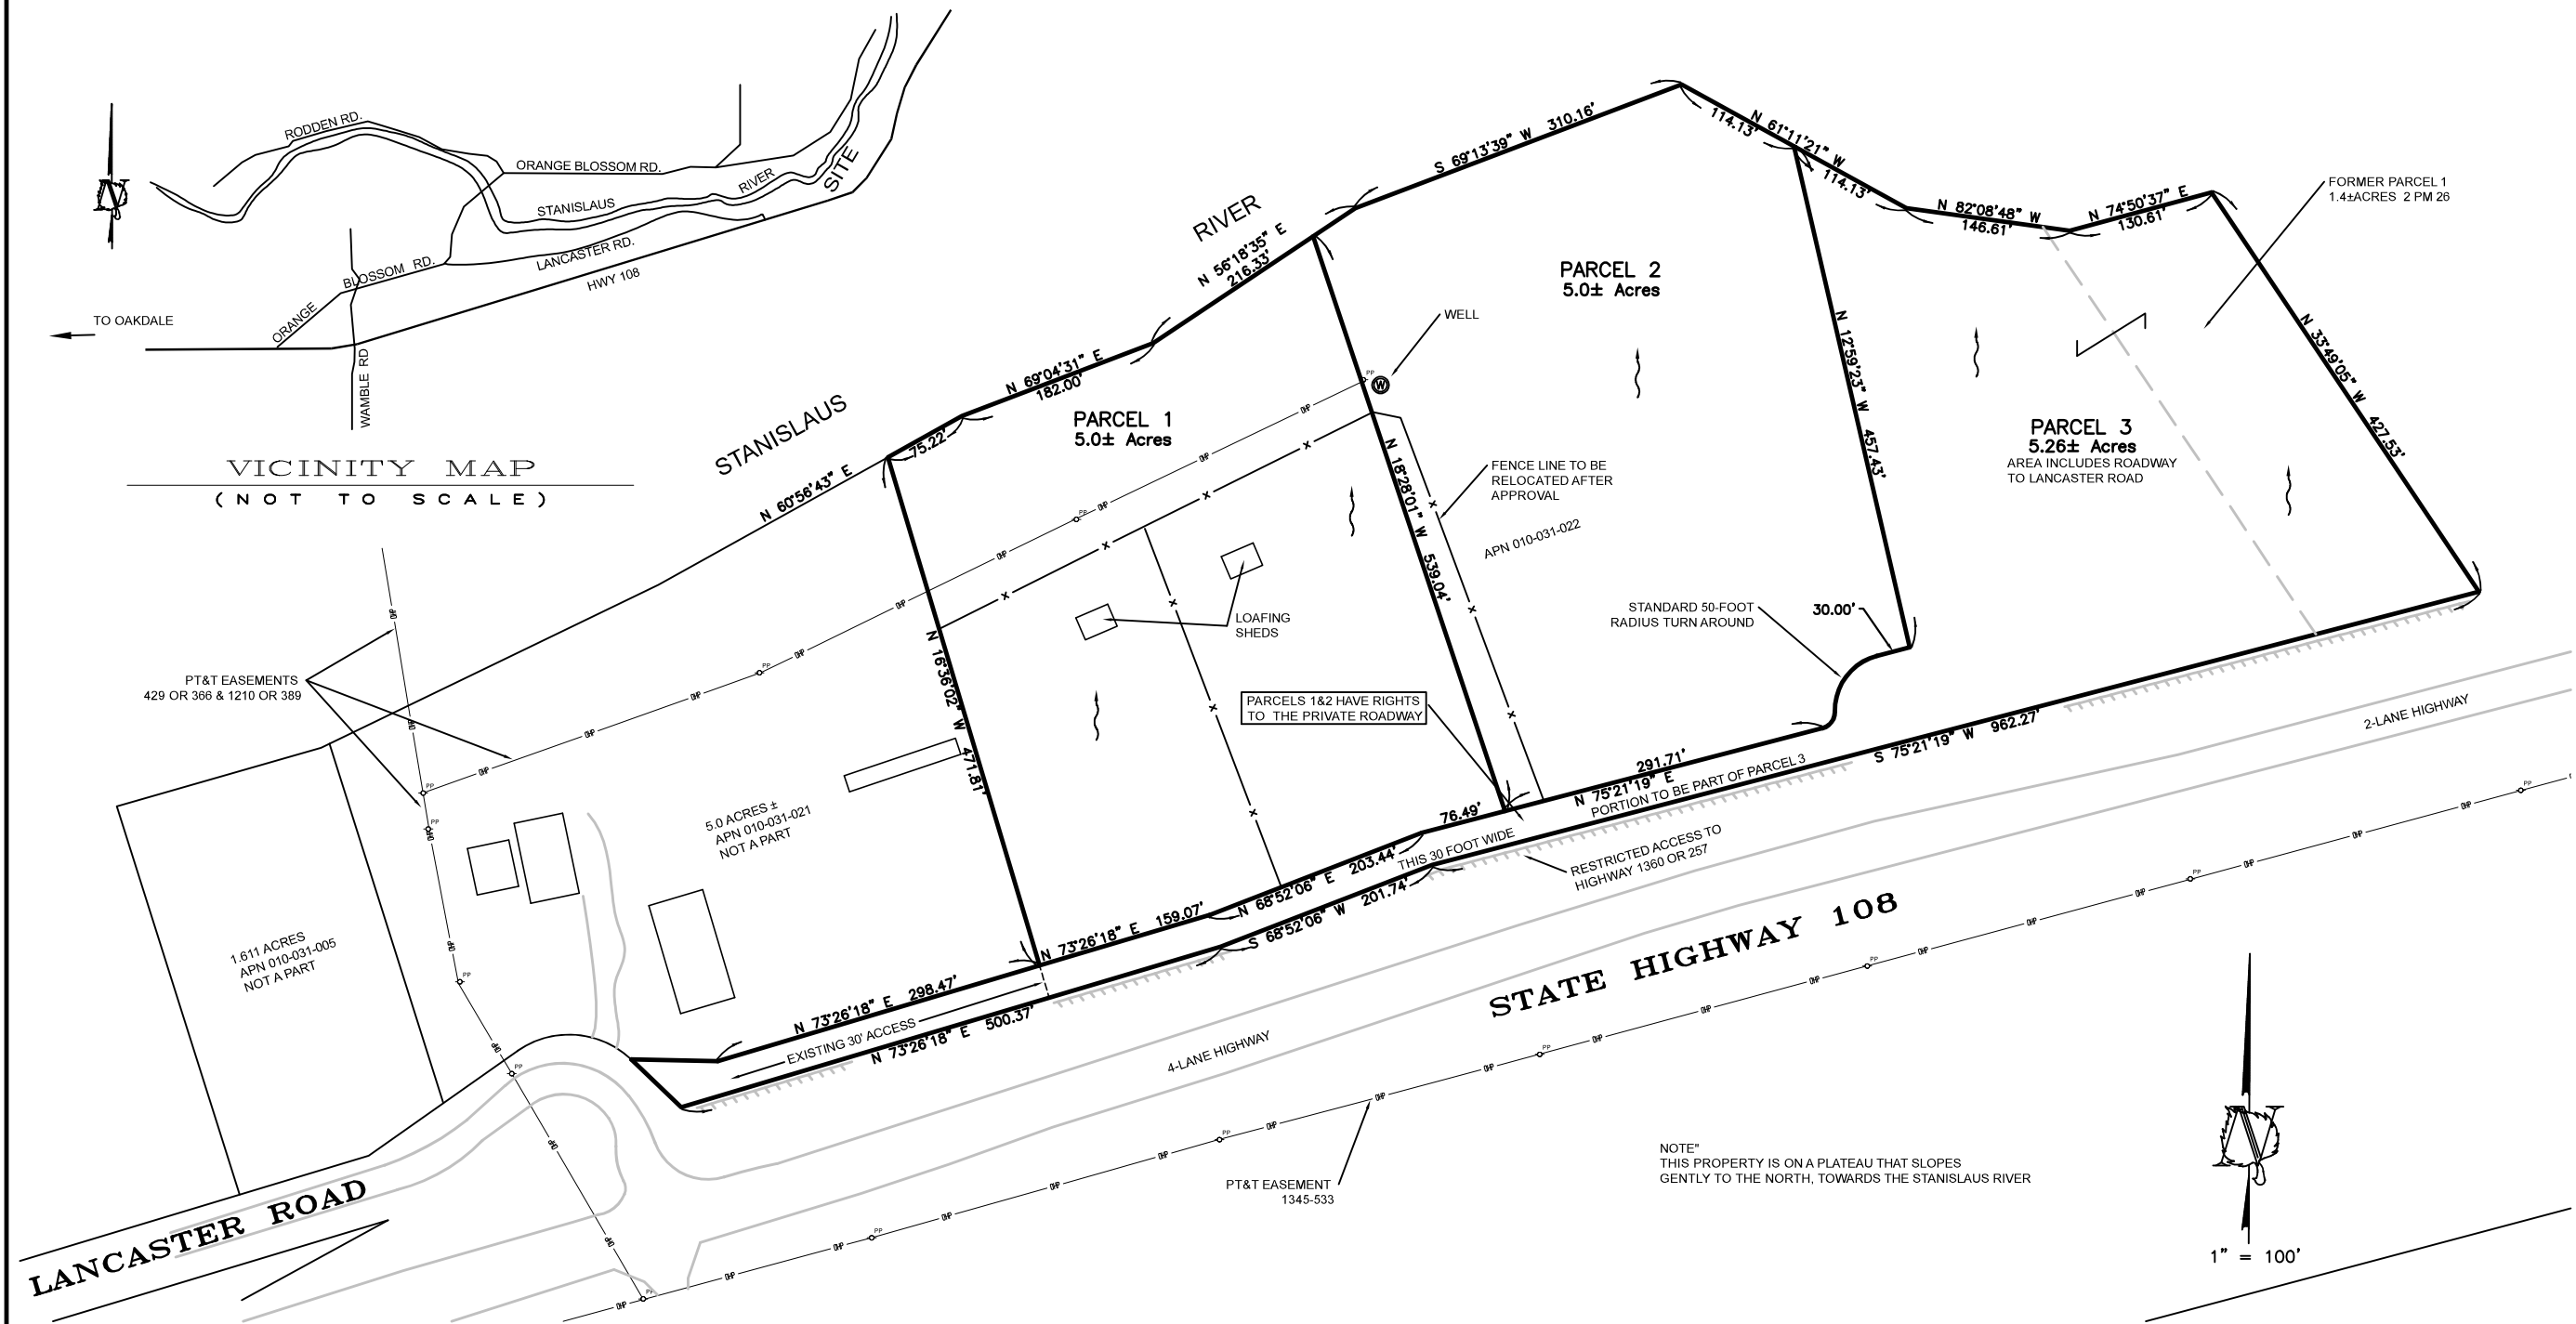 RODDEN RD.
ORANGE BLOSSOM RD.
STANISLAUS
RIVER
SITE
LANCASTER RD.
HWY 108
ORANGE
BLOSSOM RD.
TO OAKDALE
WAMBLE RD
VICINITY MAP
(NOT TO SCALE)
STANISLAUS
RIVER
N 60°56'43" E
75.22'
N 69°04'31" E
182.00'
N 56°18'35" E
216.33'
S 69°13'39" W 310.16'
N 61°11'21" W
114.13'
114.13'
N 82°08'48" W
146.61'
N 74°50'37" E
130.61'
FORMER PARCEL 1
1.4±ACRES 2 PM 26
N 33°49'05" W 427.53'
PARCEL 1
5.0± Acres
PARCEL 2
5.0± Acres
PARCEL 3
5.26± Acres
AREA INCLUDES ROADWAY
TO LANCASTER ROAD
WELL
W
PP
FENCE LINE TO BE
RELOCATED AFTER
APPROVAL
APN 010-031-022
N 12°59'23" W 457.43'
N 18°28'01" W 539.04'
N 16°36'02" W 471.81'
LOAFING
SHEDS
STANDARD 50-FOOT
RADIUS TURN AROUND
30.00'
PARCELS 1&2 HAVE RIGHTS
TO THE PRIVATE ROADWAY
PT&T EASEMENTS
429 OR 366 & 1210 OR 389
5.0 ACRES ±
APN 010-031-021
NOT A PART
1.611 ACRES
APN 010-031-005
NOT A PART
291.71'
N 75°21'19" E
PORTION TO BE PART OF PARCEL 3
S 75°21'19" W 962.27'
76.49'
THIS 30 FOOT WIDE
N 68°52'06" E 203.44'
S 68°52'06" W 201.74'
N 73°26'18" E 159.07'
N 73°26'18" E 298.47'
EXISTING 30' ACCESS
N 73°26'18" E 500.37'
RESTRICTED ACCESS TO
HIGHWAY 1360 OR 257
2-LANE HIGHWAY
4-LANE HIGHWAY
STATE HIGHWAY 108
LANCASTER ROAD
PT&T EASEMENT
1345-533
NOTE"
THIS PROPERTY IS ON A PLATEAU THAT SLOPES
GENTLY TO THE NORTH, TOWARDS THE STANISLAUS RIVER
N
1" = 100'